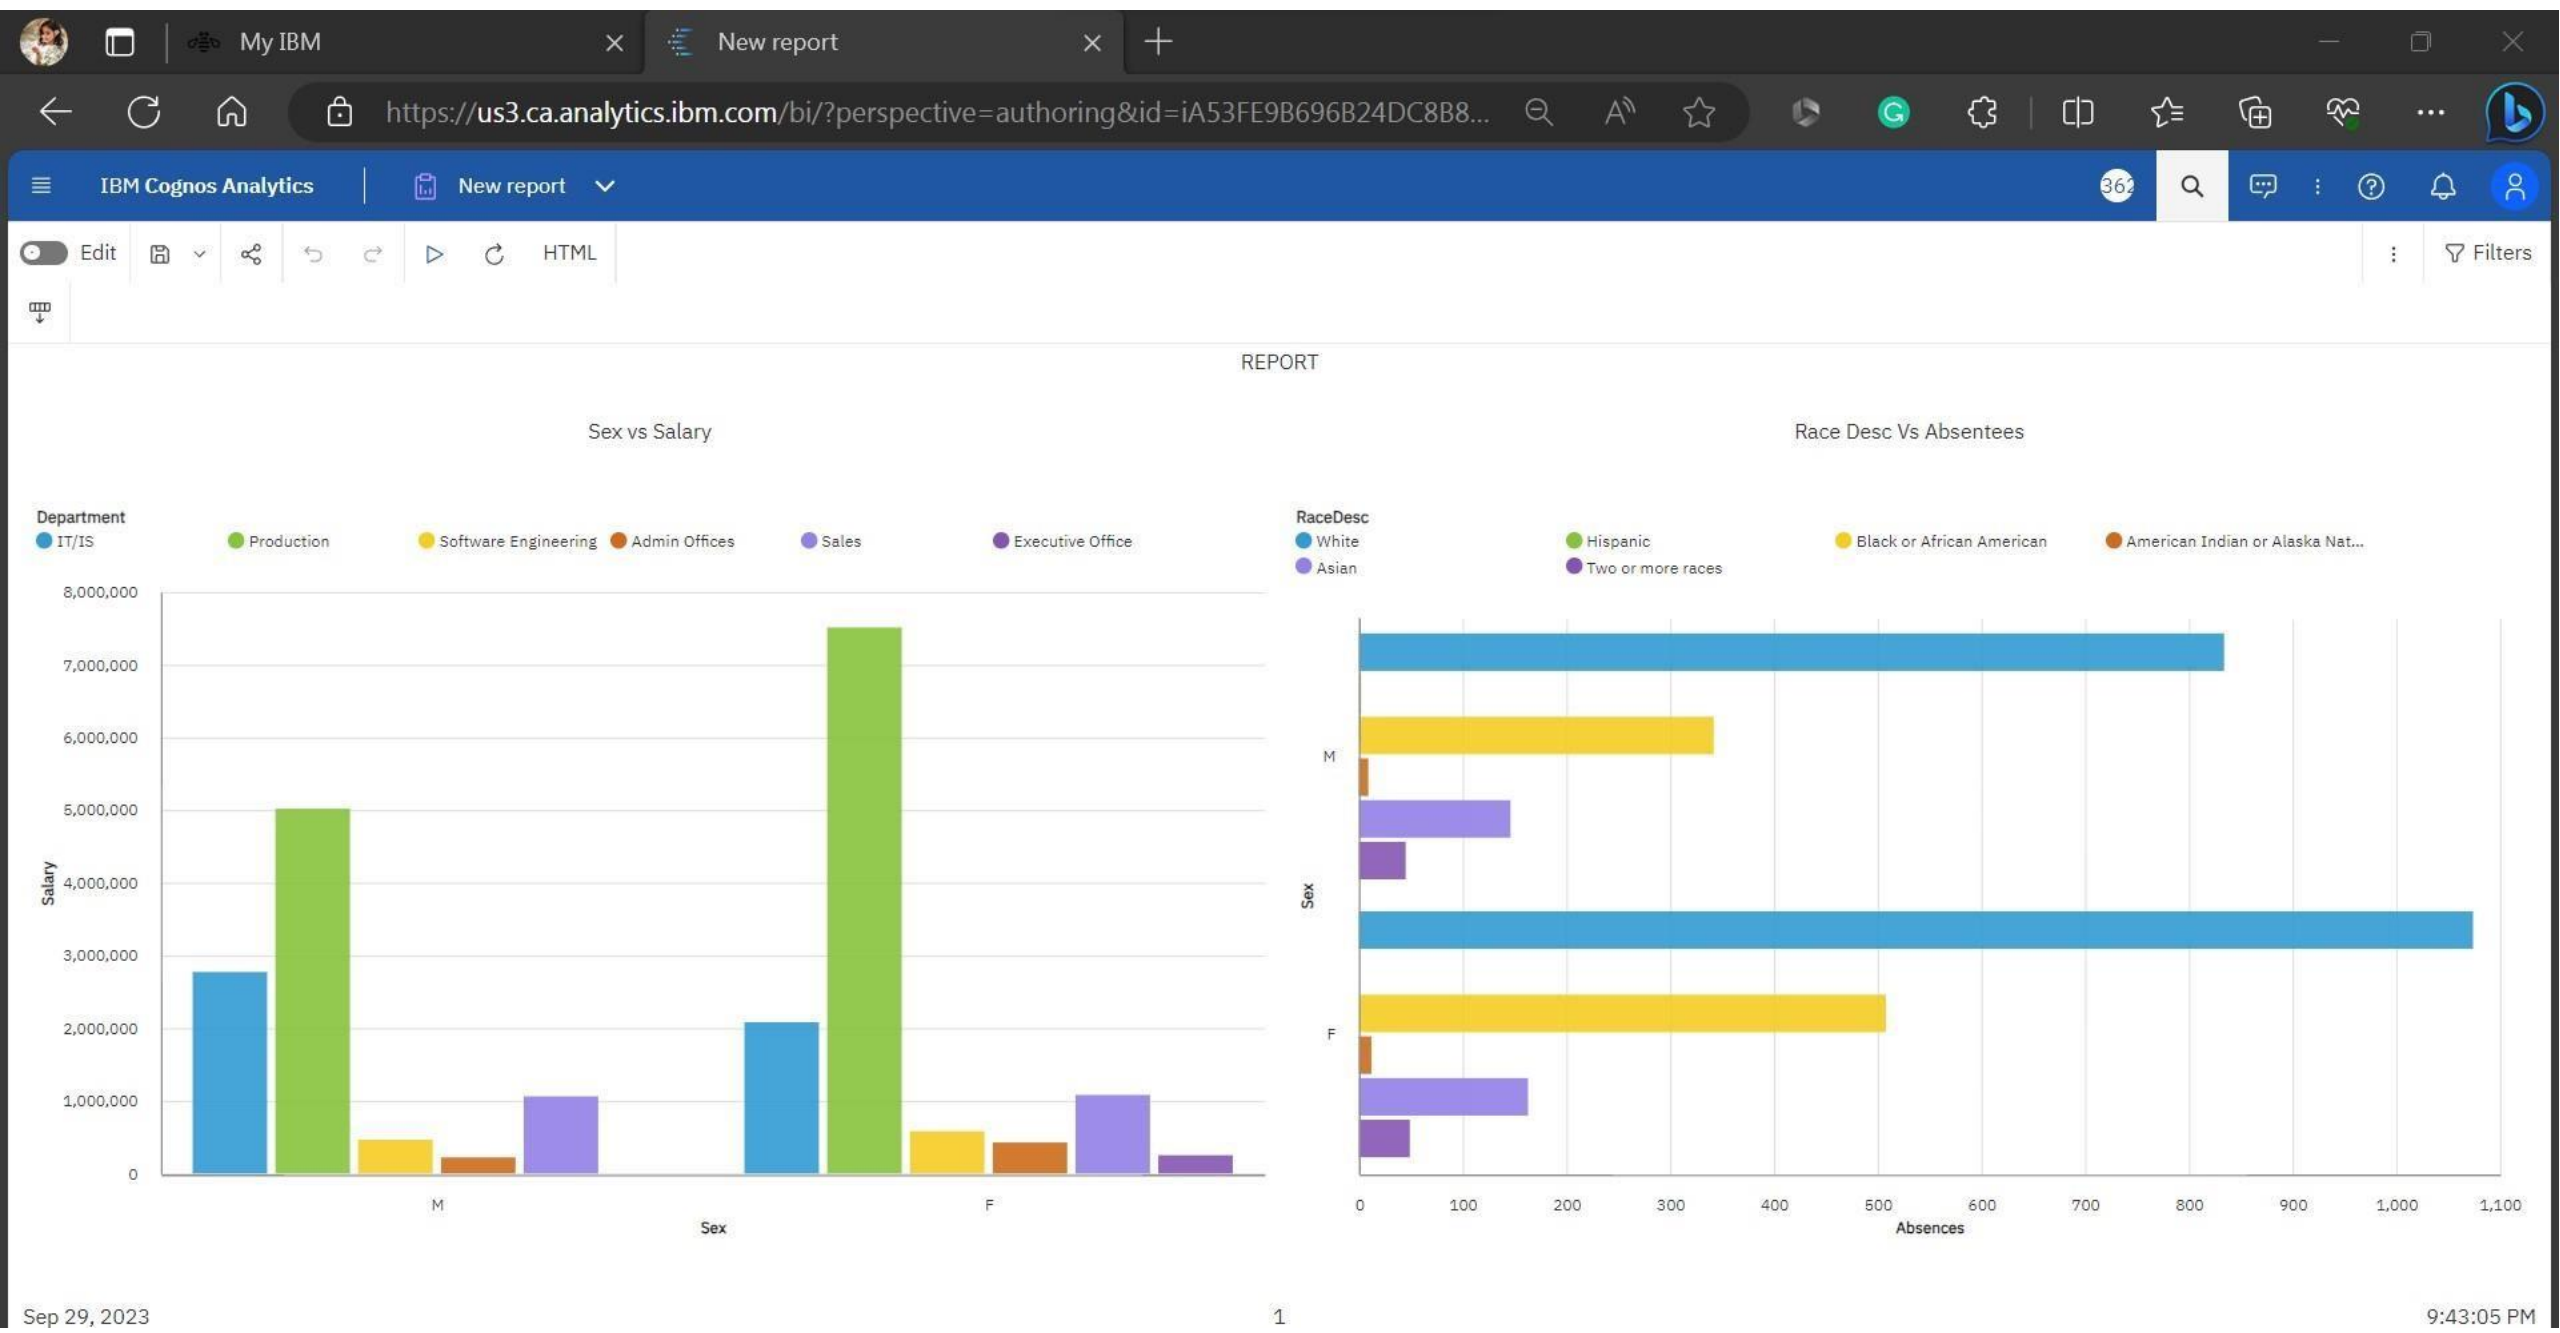 My IBM
New report
https://us3.ca.analytics.ibm.com/bi/?perspective=authoring&id=iA53FE9B696B24DC8B8...
IBM Cognos Analytics
New report
362
Edit
HTML
Filters
REPORT
Sex vs Salary
Race Desc Vs Absentees
Department
IT/IS Production Software Engineering Admin Offices Sales Executive Office
8,000,000
7,000,000
6,000,000
5,000,000
4,000,000
3,000,000
2,000,000
1,000,000
0
Salary
M F
Sex
RaceDesc
White Hispanic Black or African American American Indian or Alaska Nat...
Asian Two or more races
M
F
Sex
0 100 200 300 400 500 600 700 800 900 1,000 1,100
Absences
Sep 29, 2023 1 9:43:05 PM